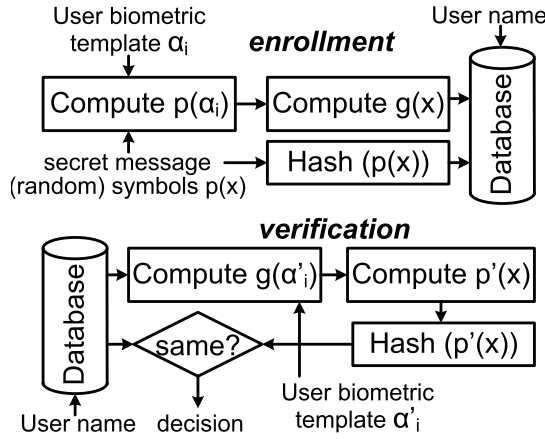 User biometric
template αi
enrollment
User name
Compute p(αi)
Compute g(x)
Database
secret message
(random) symbols p(x)
Hash (p(x))
verification
Database
Compute g(α'i)
Compute p'(x)
same?
Hash (p'(x))
User name
decision
User biometric
template α'i